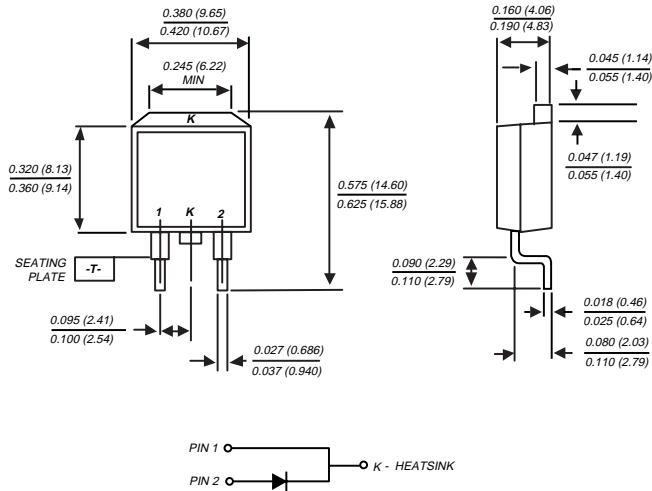 0.380 (9.65)
0.420 (10.67)
0.245 (6.22)
MIN
K
0.320 (8.13)
0.360 (9.14)
0.575 (14.60)
0.625 (15.88)
1
K
2
SEATING
PLATE
-T-
0.095 (2.41)
0.100 (2.54)
0.027 (0.686)
0.037 (0.940)
0.160 (4.06)
0.190 (4.83)
0.045 (1.14)
0.055 (1.40)
0.047 (1.19)
0.055 (1.40)
0.090 (2.29)
0.110 (2.79)
0.018 (0.46)
0.025 (0.64)
0.080 (2.03)
0.110 (2.79)
PIN 1
PIN 2
K - HEATSINK